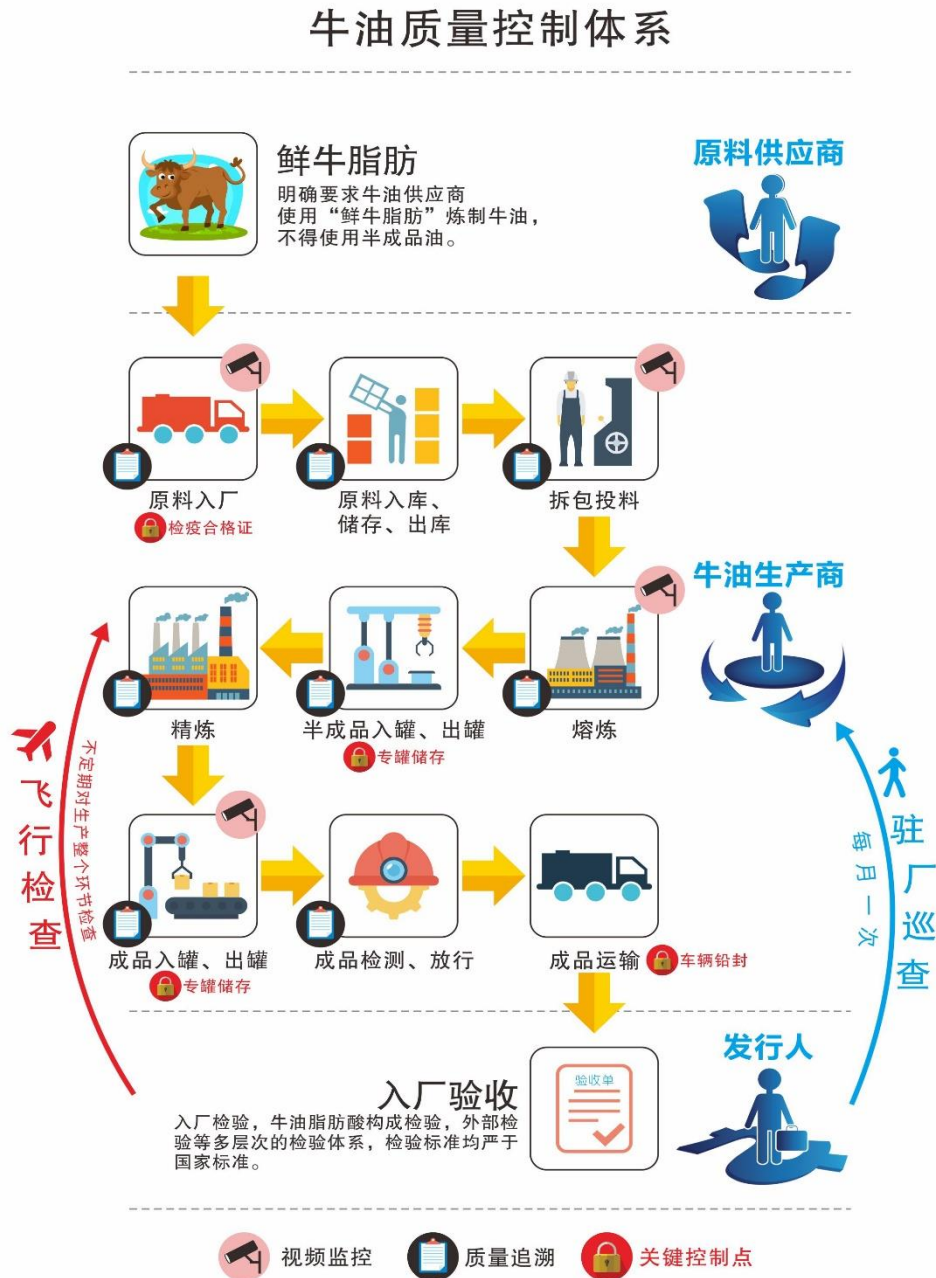 牛油质量控制体系
鲜牛脂肪
明确要求牛油供应商
使用“鲜牛脂肪”炼制牛油，
不得使用半成品油。
原料供应商
原料入厂
检疫合格证
原料入库、
储存、出库
拆包投料
牛油生产商
精炼
半成品入罐、出罐
专罐储存
熔炼
飞行检查
不定期对生产整个环节检查
驻厂巡查
每月一次
成品入罐、出罐
专罐储存
成品检测、放行
成品运输
车辆铅封
发行人
入厂验收
入厂检验，牛油脂肪酸构成检验，外部检
验等多层次的检验体系，检验标准均严于
国家标准。
验收单
视频监控
质量追溯
关键控制点